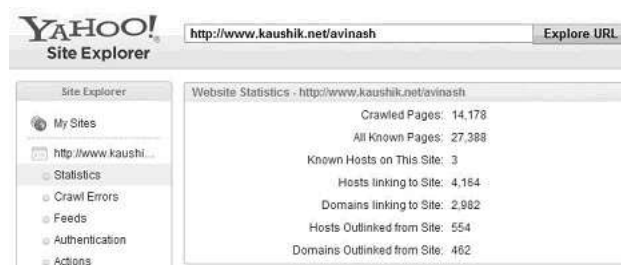 YAHOO!
Site Explorer
http://www.kaushik.net/avinash
Explore URL
Site Explorer
My Sites
http://www.kaushi...
Statistics
Crawl Errors
Feeds
Authentication
Actions
Website Statistics - http://www.kaushik.net/avinash
Crawled Pages: 14,178
All Known Pages: 27,388
Known Hosts on This Site: 3
Hosts linking to Site: 4,164
Domains linking to Site: 2,982
Hosts Outlinked from Site: 554
Domains Outlinked from Site: 462